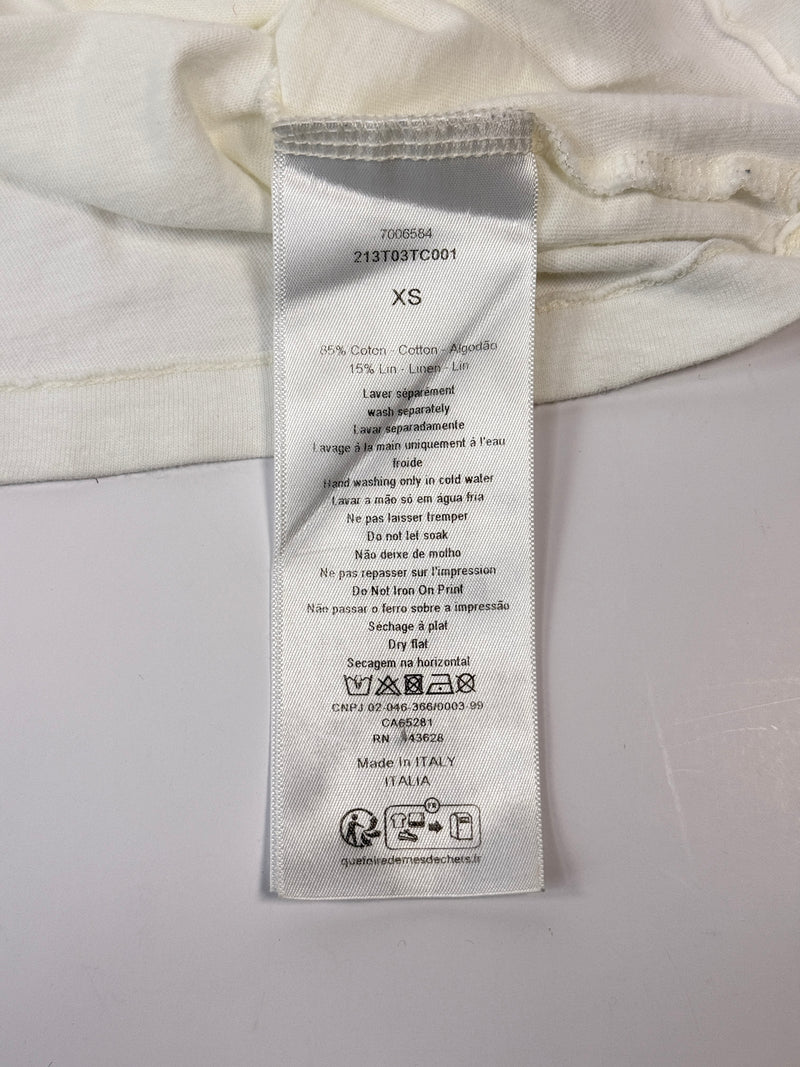 7006584
213T03TC001
XS
85% Coton - Cotton - Algodão
15% Lin - Linen - Lin
Laver séparément
wash separately
Lavar separadamente
Lavage à la main uniquement à l'eau
froide
Hand washing only in cold water
Lavar a mão só em água fria
Ne pas laisser tremper
Do not let soak
Não deixe de molho
Ne pas repasser sur l'impression
Do Not Iron On Print
Não passar o ferro sobre a impressão
Séchage à plat
Dry flat
Secagem na horizontal
CNPJ 02-046-366/0003-99
CA65281
RN 43628
Made in ITALY
ITALIA
FR
quefairedemesdechets.fr